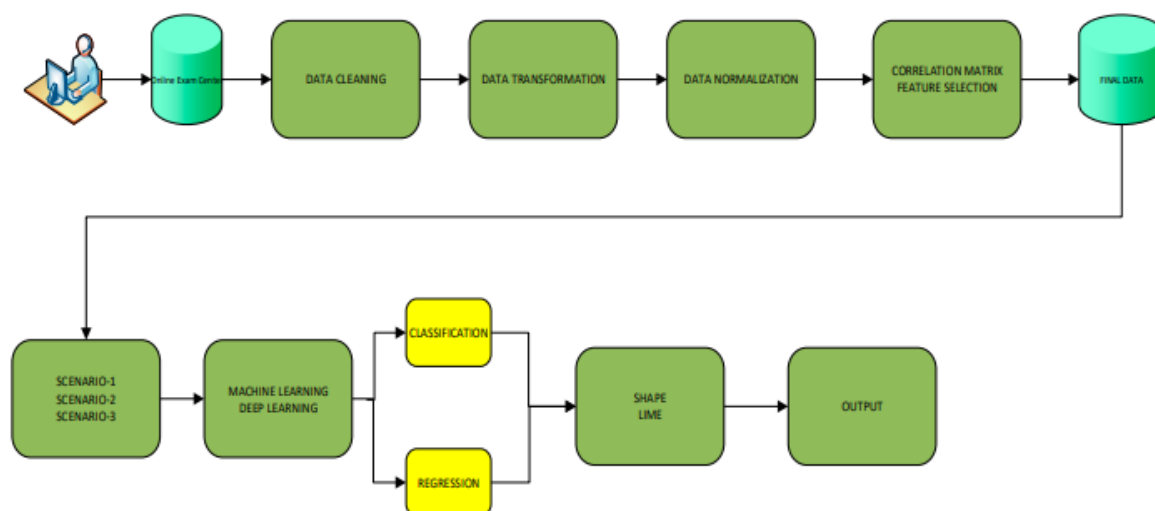 Online Exam Center
DATA CLEANING
DATA TRANSFORMATION
DATA NORMALIZATION
CORRELATION MATRIX
FEATURE SELECTION
FINAL DATA
SCENARIO-1
SCENARIO-2
SCENARIO-3
MACHINE LEARNING
DEEP LEARNING
CLASSIFICATION
REGRESSION
SHAPE
LIME
OUTPUT